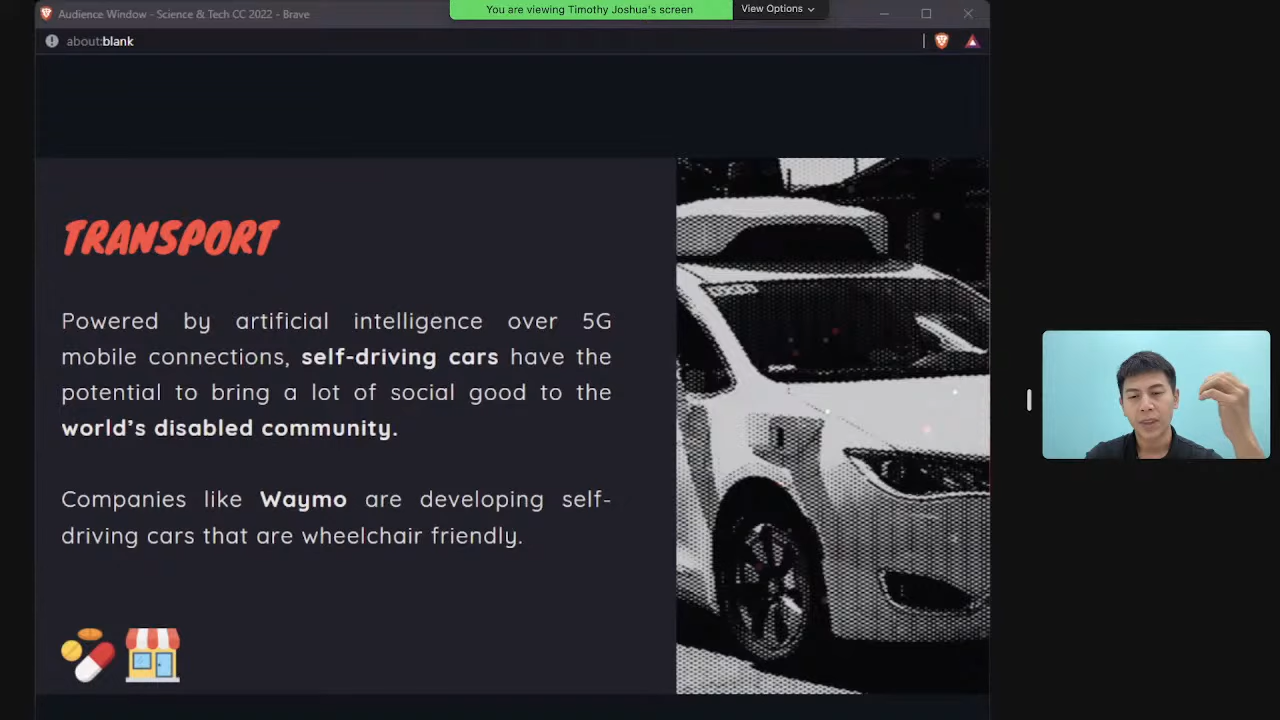 Audience Window - Science & Tech CC 2022 - Brave
You are viewing Timothy Joshua's screen
View Options
about:blank
TRANSPORT
Powered by artificial intelligence over 5G
mobile connections, self-driving cars have the
potential to bring a lot of social good to the
world's disabled community.
Companies like Waymo are developing self-
driving cars that are wheelchair friendly.